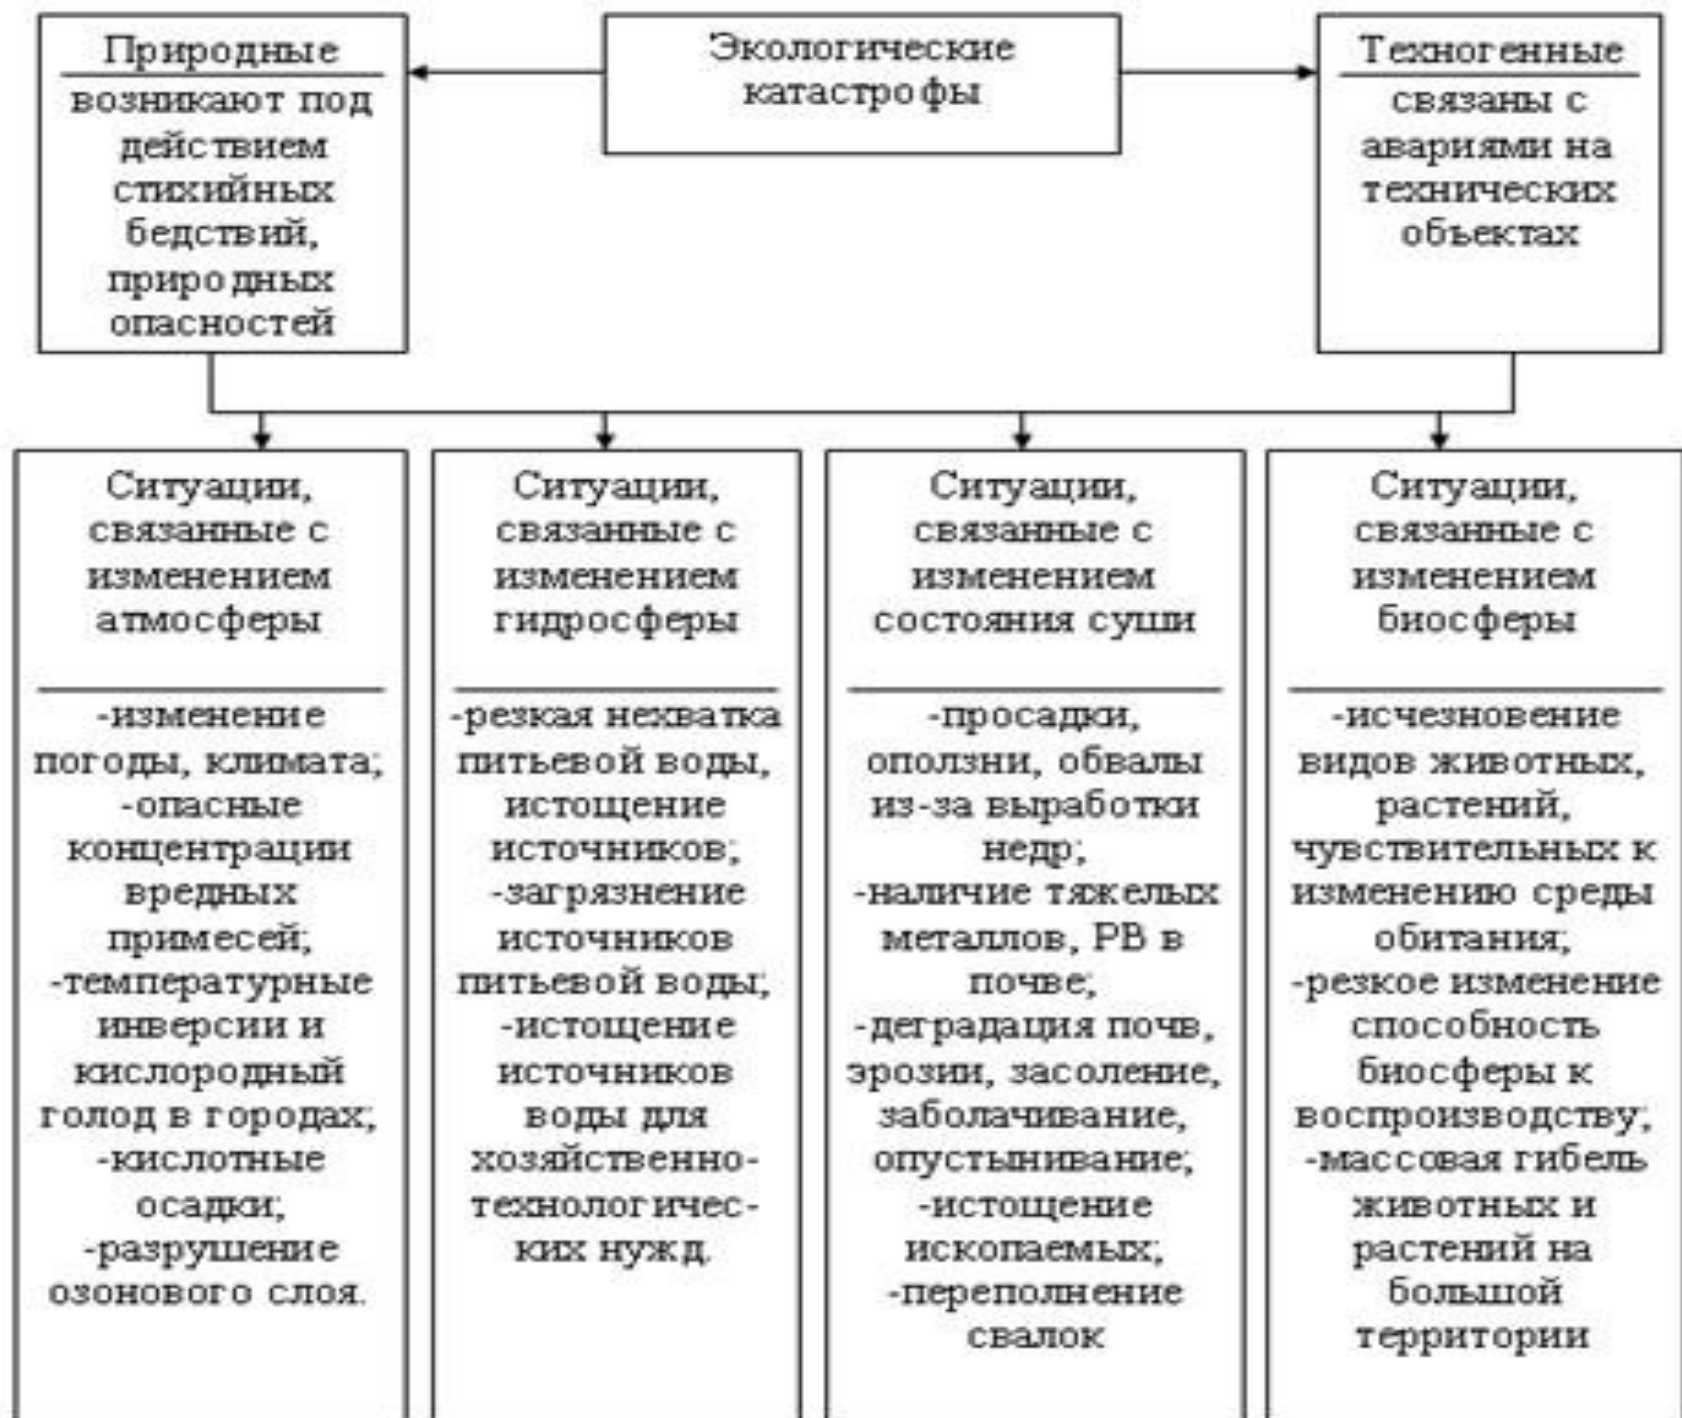 Экологические
катастрофы
Природные
возникают под
действием
стихийных
бедствий,
природных
опасностей
Техногенные
связаны с
авариями на
технических
объектах
Ситуации,
связанные с
изменением
атмосферы
-изменение
погоды, климата;
-опасные
концентрации
вредных
примесей;
-температурные
инверсии и
кислородный
голод в городах;
-кислотные
осадки;
-разрушение
озонового слоя.
Ситуации,
связанные с
изменением
гидросферы
-резкая нехватка
питьевой воды,
истощение
источников;
-загрязнение
источников
питьевой воды;
-истощение
источников
воды для
хозяйственно-
технологичес-
ких нужд.
Ситуации,
связанные с
изменением
состояния суши
-просадки,
оползни, обвалы
из-за выработки
недр;
-наличие тяжелых
металлов, РВ в
почве;
-деградация почв,
эрозии, засоление,
заболачивание,
опустынивание;
-истощение
ископаемых;
-переполнение
свалок
Ситуации,
связанные с
изменением
биосферы
-исчезновение
видов животных,
растений,
чувствительных к
изменению среды
обитания;
-резкое изменение
способность
биосферы к
воспроизводству;
-массовая гибель
животных и
растений на
большой
территории